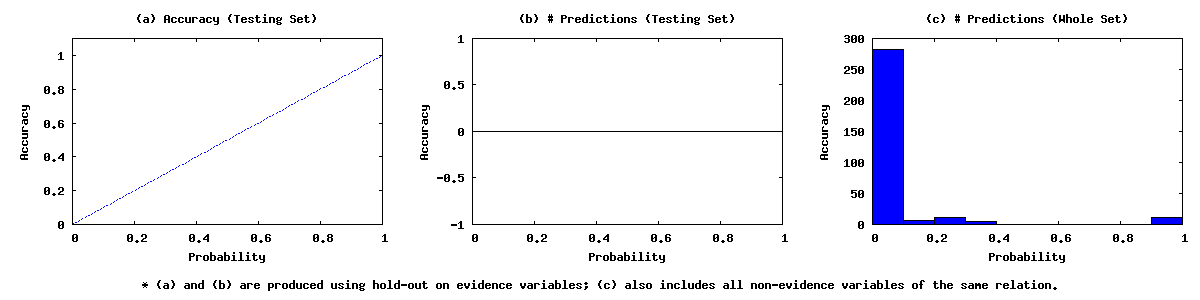 (a) Accuracy (Testing Set)
(b) # Predictions (Testing Set)
(c) # Predictions (Whole Set)
Accuracy
1
0.8
0.6
0.4
0.2
0
0 0.2 0.4 0.6 0.8 1
Probability
Accuracy
1
0.5
0
-0.5
-1
0 0.2 0.4 0.6 0.8 1
Probability
Accuracy
300
250
200
150
100
50
0
0 0.2 0.4 0.6 0.8 1
Probability
* (a) and (b) are produced using hold-out on evidence variables; (c) also includes all non-evidence variables of the same relation.